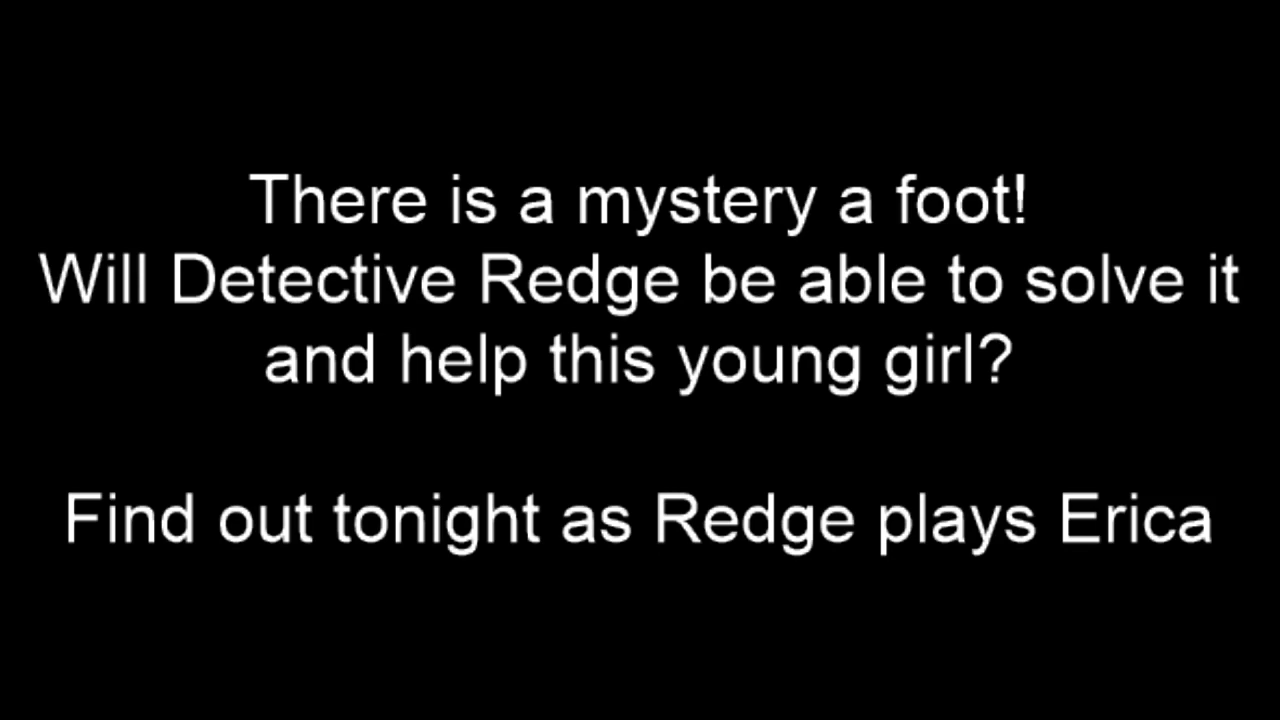 There is a mystery a foot!
Will Detective Redge be able to solve it
and help this young girl?
Find out tonight as Redge plays Erica